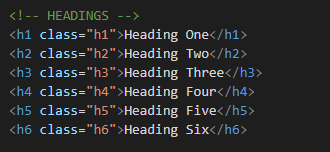 <!-- HEADINGS -->
<h1 class="h1">Heading One</h1>
<h2 class="h2">Heading Two</h2>
<h3 class="h3">Heading Three</h3>
<h4 class="h4">Heading Four</h4>
<h5 class="h5">Heading Five</h5>
<h6 class="h6">Heading Six</h6>